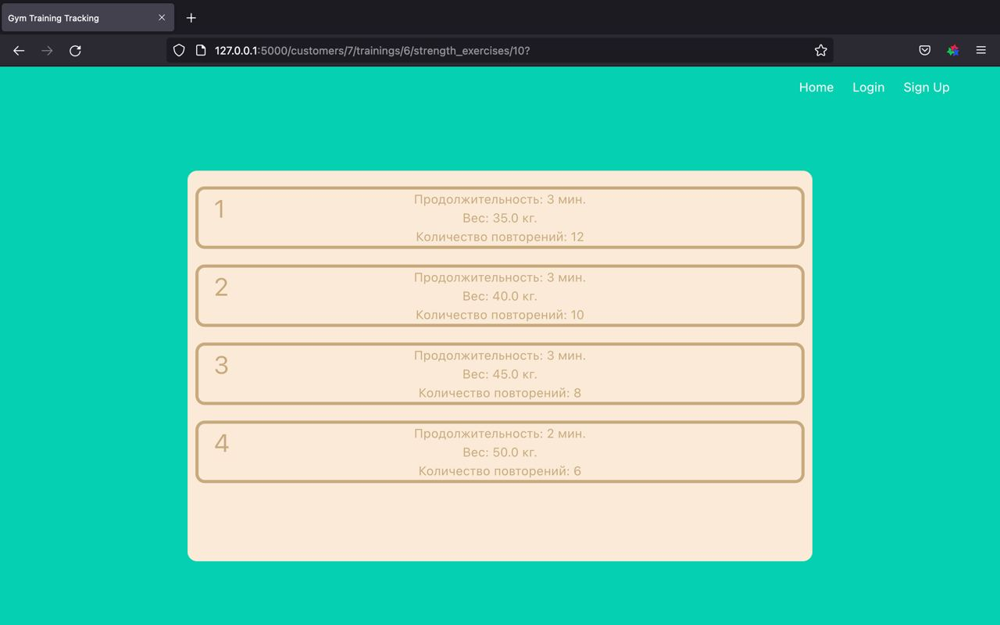 Gym Training Tracking
127.0.0.1:5000/customers/7/trainings/6/strength_exercises/10?
Home Login Sign Up
1
Продолжительность: 3 мин.
Вес: 35.0 кг.
Количество повторений: 12
2
Продолжительность: 3 мин.
Вес: 40.0 кг.
Количество повторений: 10
3
Продолжительность: 3 мин.
Вес: 45.0 кг.
Количество повторений: 8
4
Продолжительность: 2 мин.
Вес: 50.0 кг.
Количество повторений: 6